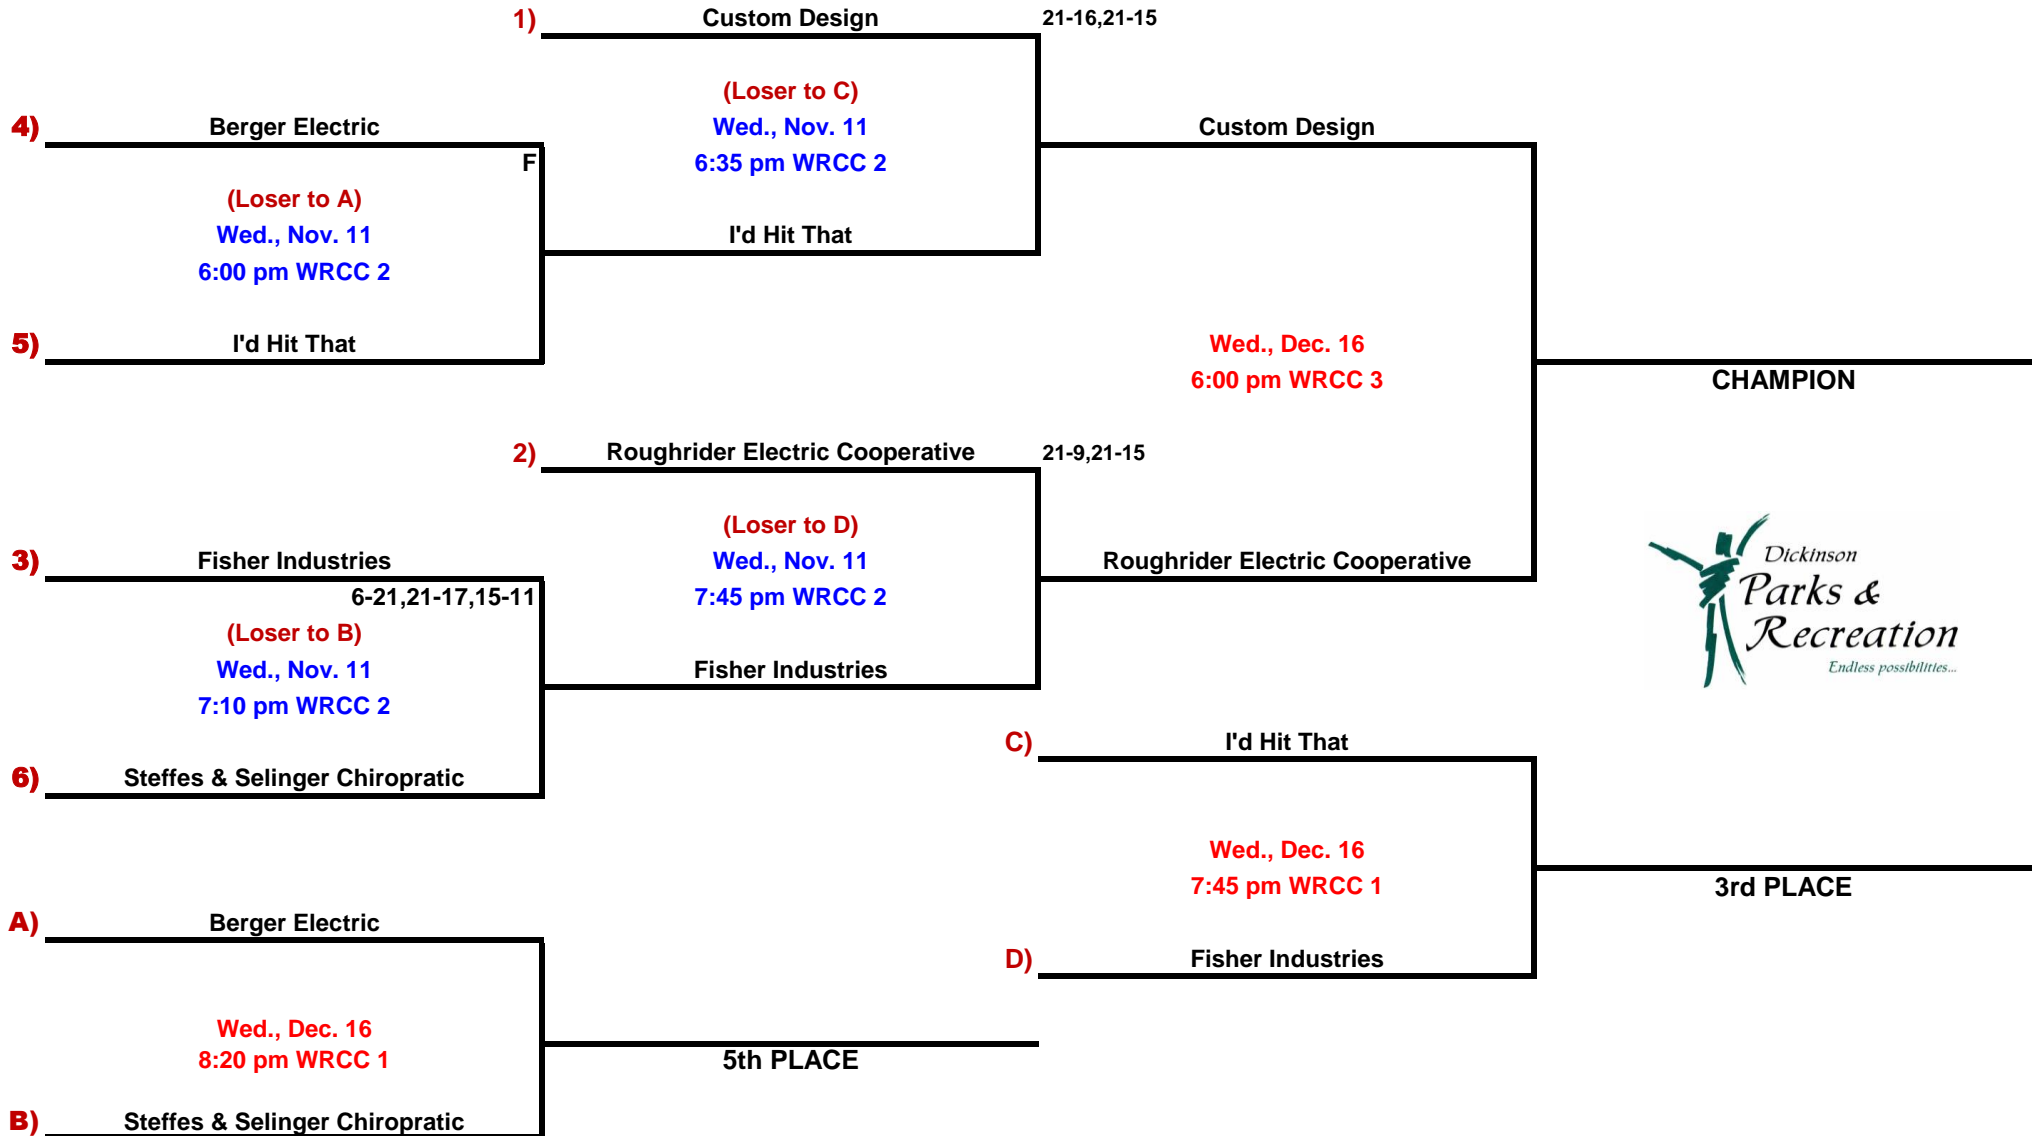 1) Custom Design 21-16,21-15
(Loser to C)
4) Berger Electric Wed., Nov. 11 Custom Design
F 6:35 pm WRCC 2
(Loser to A)
Wed., Nov. 11 I'd Hit That
6:00 pm WRCC 2
5) I'd Hit That Wed., Dec. 16
6:00 pm WRCC 3 CHAMPION
2) Roughrider Electric Cooperative 21-9,21-15
(Loser to D)
3) Fisher Industries Wed., Nov. 11 Roughrider Electric Cooperative
6-21,21-17,15-11 7:45 pm WRCC 2
(Loser to B)
Wed., Nov. 11 Fisher Industries
7:10 pm WRCC 2
Dickinson
Parks &
Recreation
Endless possibilities...
C) I'd Hit That
6) Steffes & Selinger Chiropratic
Wed., Dec. 16
7:45 pm WRCC 1 3rd PLACE
A) Berger Electric
D) Fisher Industries
Wed., Dec. 16
8:20 pm WRCC 1 5th PLACE
B) Steffes & Selinger Chiropratic